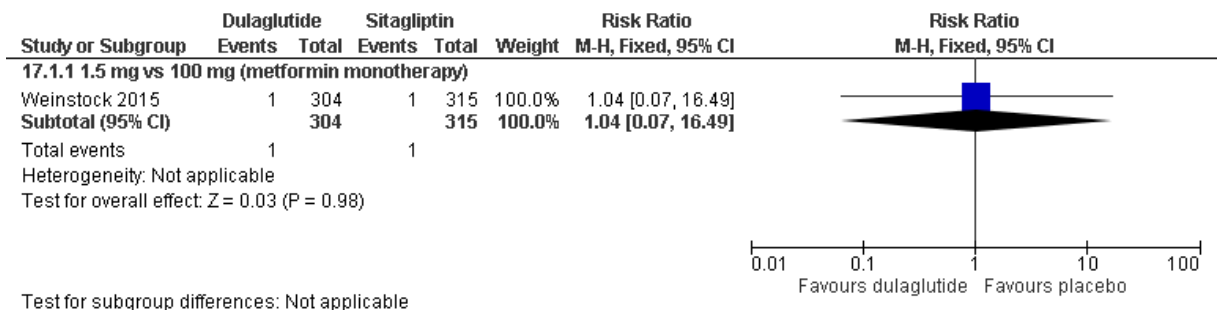 Dulaglutide Sitagliptin Risk Ratio Risk Ratio
Study or Subgroup Events Total Events Total Weight M-H, Fixed, 95% CI M-H, Fixed, 95% CI
17.1.1 1.5 mg vs 100 mg (metformin monotherapy)
Weinstock 2015 1 304 1 315 100.0% 1.04 [0.07, 16.49]
Subtotal (95% CI) 304 315 100.0% 1.04 [0.07, 16.49]
Total events 1 1
Heterogeneity: Not applicable
Test for overall effect: Z = 0.03 (P = 0.98)
0.01 0.1 1 10 100
Favours dulaglutide Favours placebo
Test for subgroup differences: Not applicable